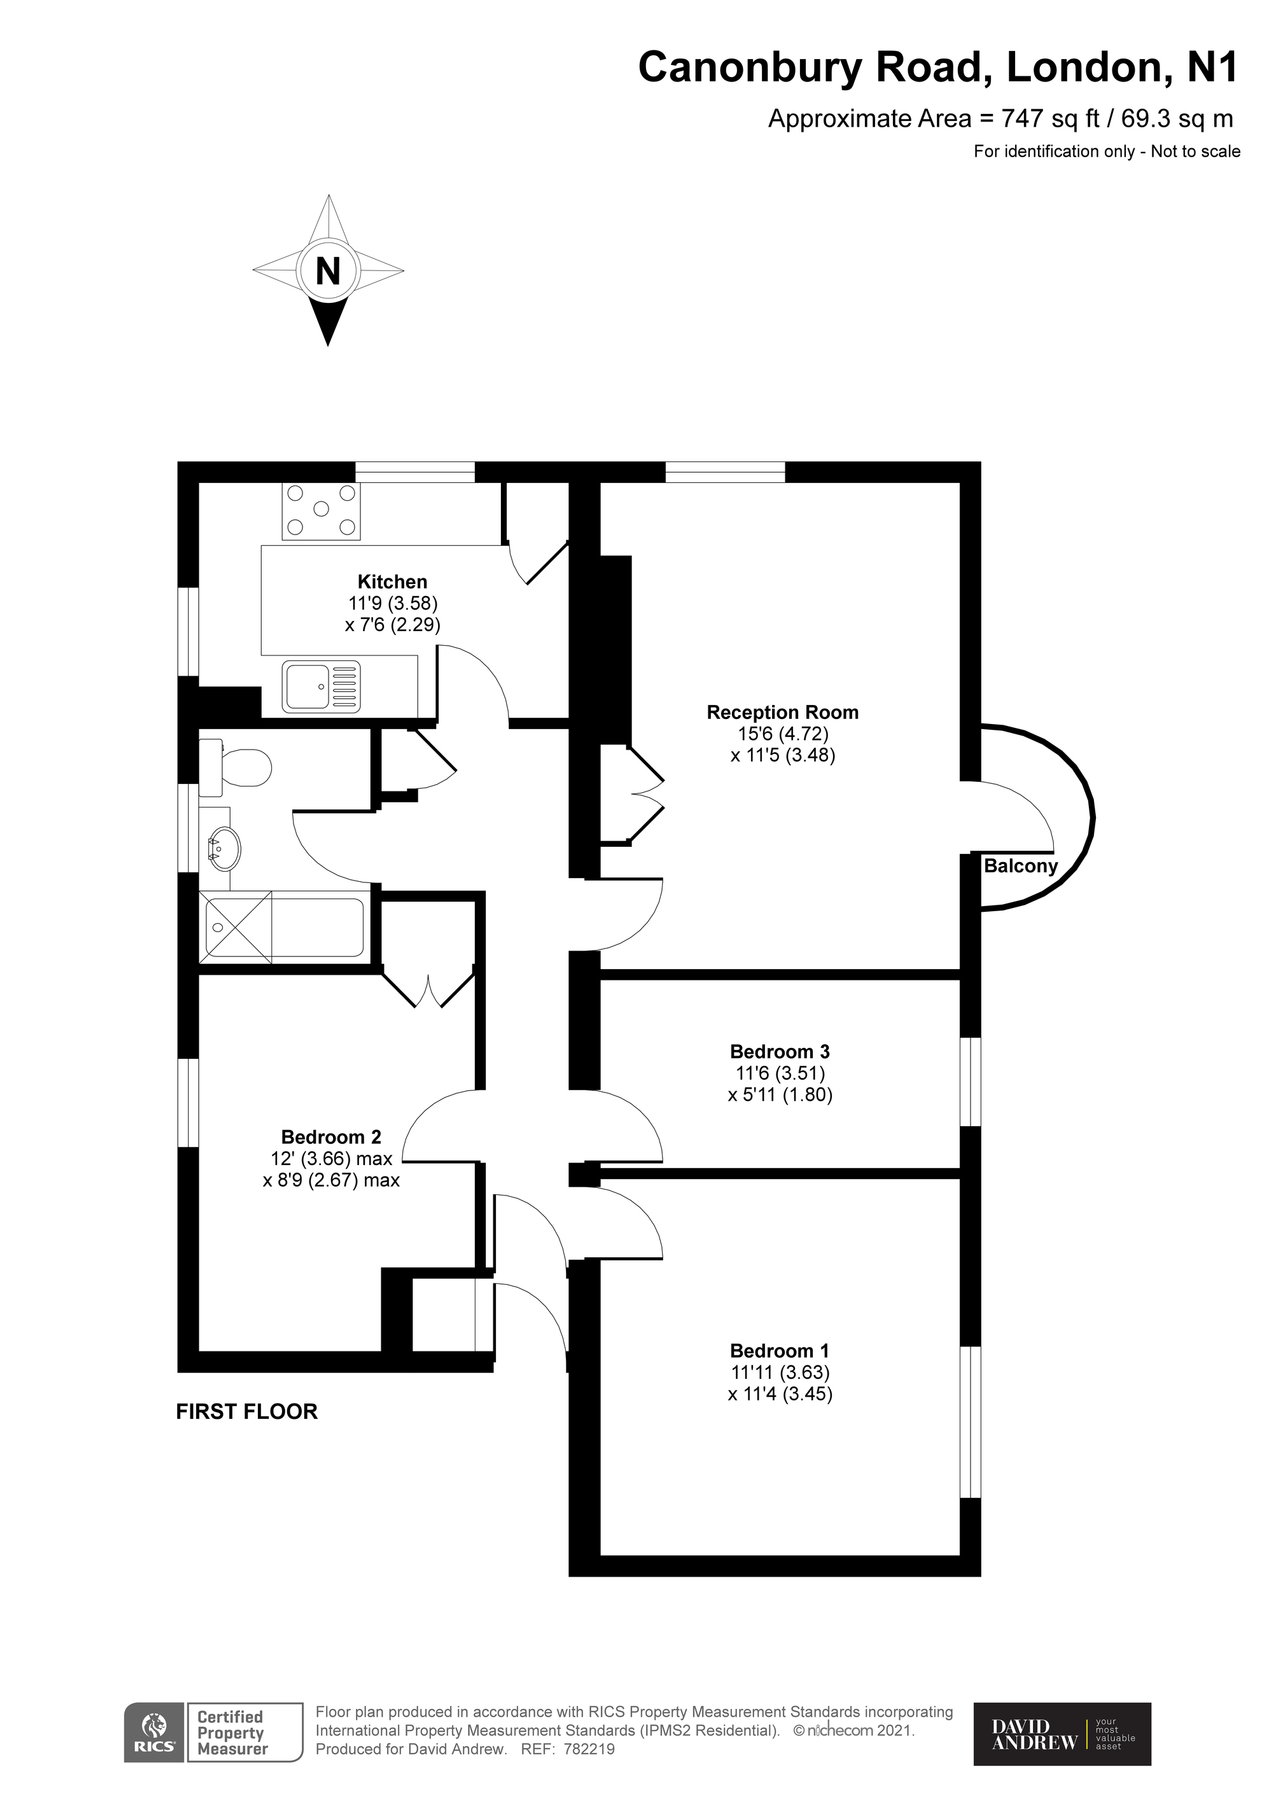 Canonbury Road, London, N1
Approximate Area = 747 sq ft / 69.3 sq m
For identification only - Not to scale
N
Kitchen
11'9 (3.58)
x 7'6 (2.29)
Reception Room
15'6 (4.72)
x 11'5 (3.48)
Balcony
Bedroom 3
11'6 (3.51)
x 5'11 (1.80)
Bedroom 2
12' (3.66) max
x 8'9 (2.67) max
Bedroom 1
11'11 (3.63)
x 11'4 (3.45)
FIRST FLOOR
RICS
Certified
Property
Measurer
Floor plan produced in accordance with RICS Property Measurement Standards incorporating
International Property Measurement Standards (IPMS2 Residential). © nichecom 2021.
Produced for David Andrew. REF: 782219
DAVID
ANDREW
your
most
valuable
asset